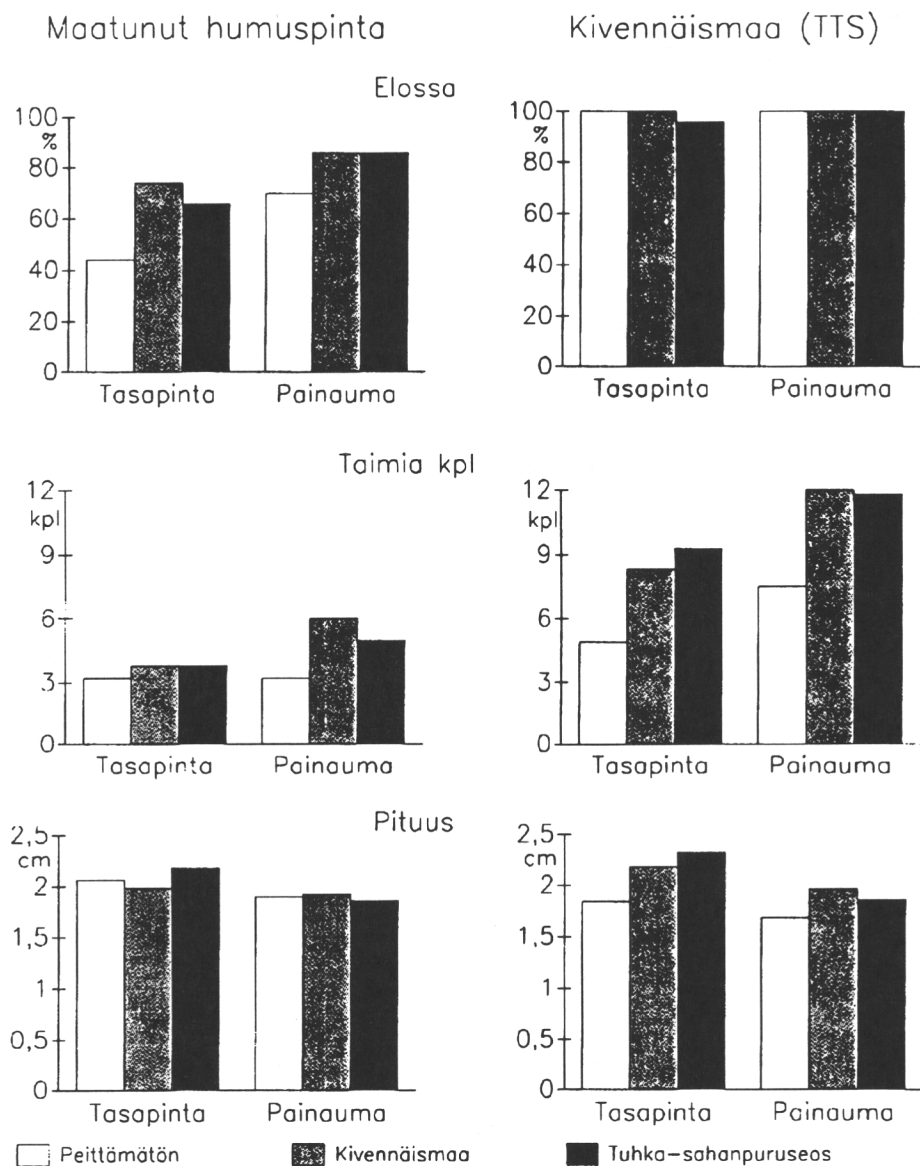 Maatunut humuspinta
Kivennäismaa (TTS)
Elossa
100
%
80
60
40
20
0
Tasapinta
Painauma
100
%
80
60
40
20
0
Tasapinta
Painauma
Taimia kpl
12
kpl
9
6
3
0
Tasapinta
Painauma
12
kpl
9
6
3
0
Tasapinta
Painauma
Pituus
2,5
cm
2
1,5
1
0,5
0
Tasapinta
Painauma
2,5
cm
2
1,5
1
0,5
0
Tasapinta
Painauma
Peittämätön
Kivennäismaa
Tuhka-sahanpuruseos